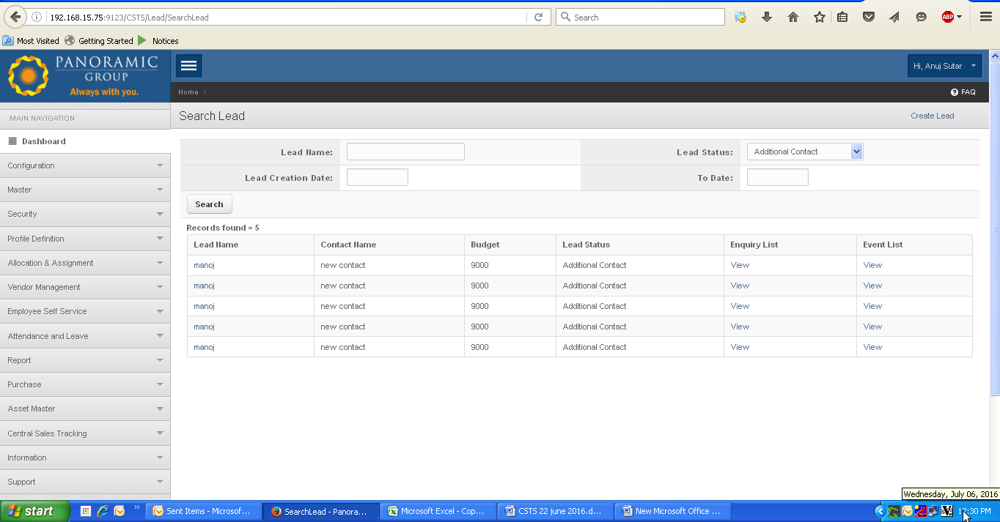 192.168.15.75:9123/CSTS/Lead/SearchLead
Search
ABP
Most Visited Getting Started Notices
PANORAMIC
GROUP
Always with you.
Hi, Anuj Sutar
Home /
FAQ
MAIN NAVIGATION
Search Lead
Create Lead
Dashboard
Configuration
Master
Security
Profile Definition
Allocation & Assignment
Vendor Management
Employee Self Service
Attendance and Leave
Report
Purchase
Asset Master
Central Sales Tracking
Information
Support
Lead Name: Lead Status: Additional Contact
Lead Creation Date: To Date:
Search
Records found = 5
Lead Name Contact Name Budget Lead Status Enquiry List Event List
manoj new contact 9000 Additional Contact View View
manoj new contact 9000 Additional Contact View View
manoj new contact 9000 Additional Contact View View
manoj new contact 9000 Additional Contact View View
manoj new contact 9000 Additional Contact View View
Wednesday, July 06, 2016
start Sent Items - Microsof... SearchLead - Panora... Microsoft Excel - Cop... CSTS 22 june 2016.d... New Microsoft Office ... :30 PM